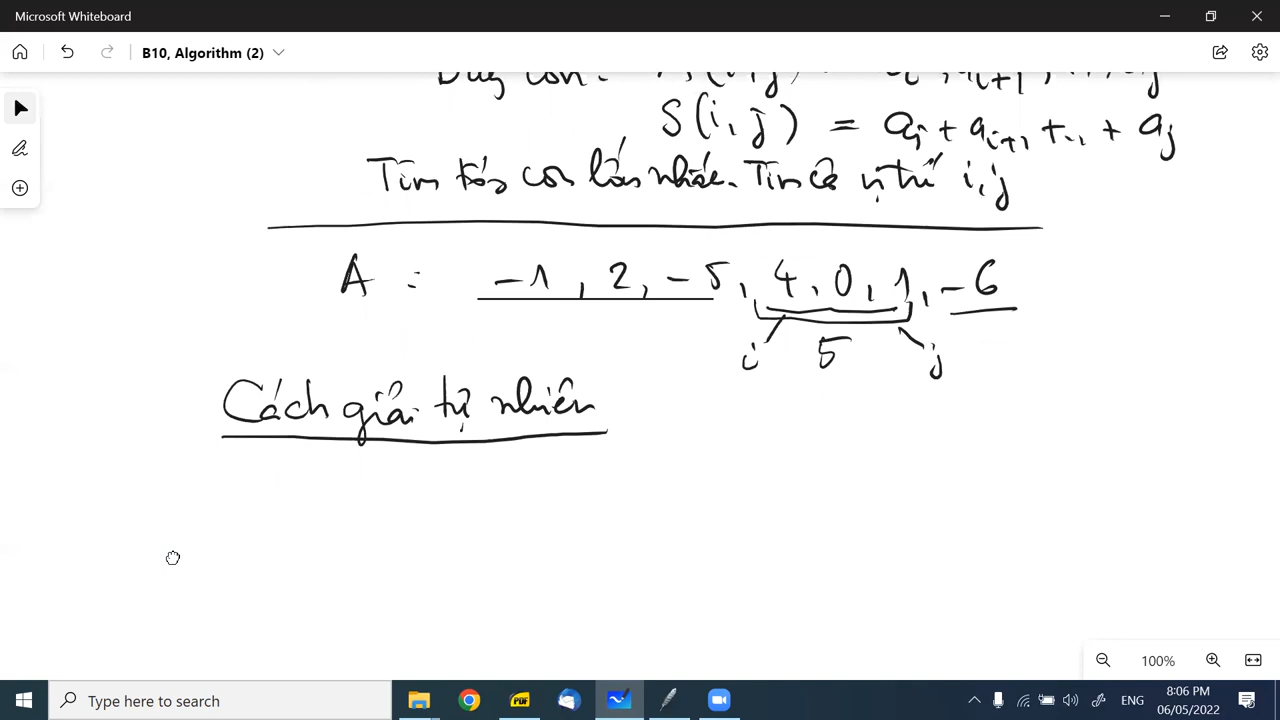 Microsoft Whiteboard
B10, Algorithm (2)
S(i, j) = ai + ai+1 + ... + aj
Tìm tổng con lớn nhất. Tìm cả vị trí i, j
A : -1, 2, -5, 4, 0, 1, -6
i 5 j
Cách giải tự nhiên
100%
Type here to search
ENG
8:06 PM
06/05/2022